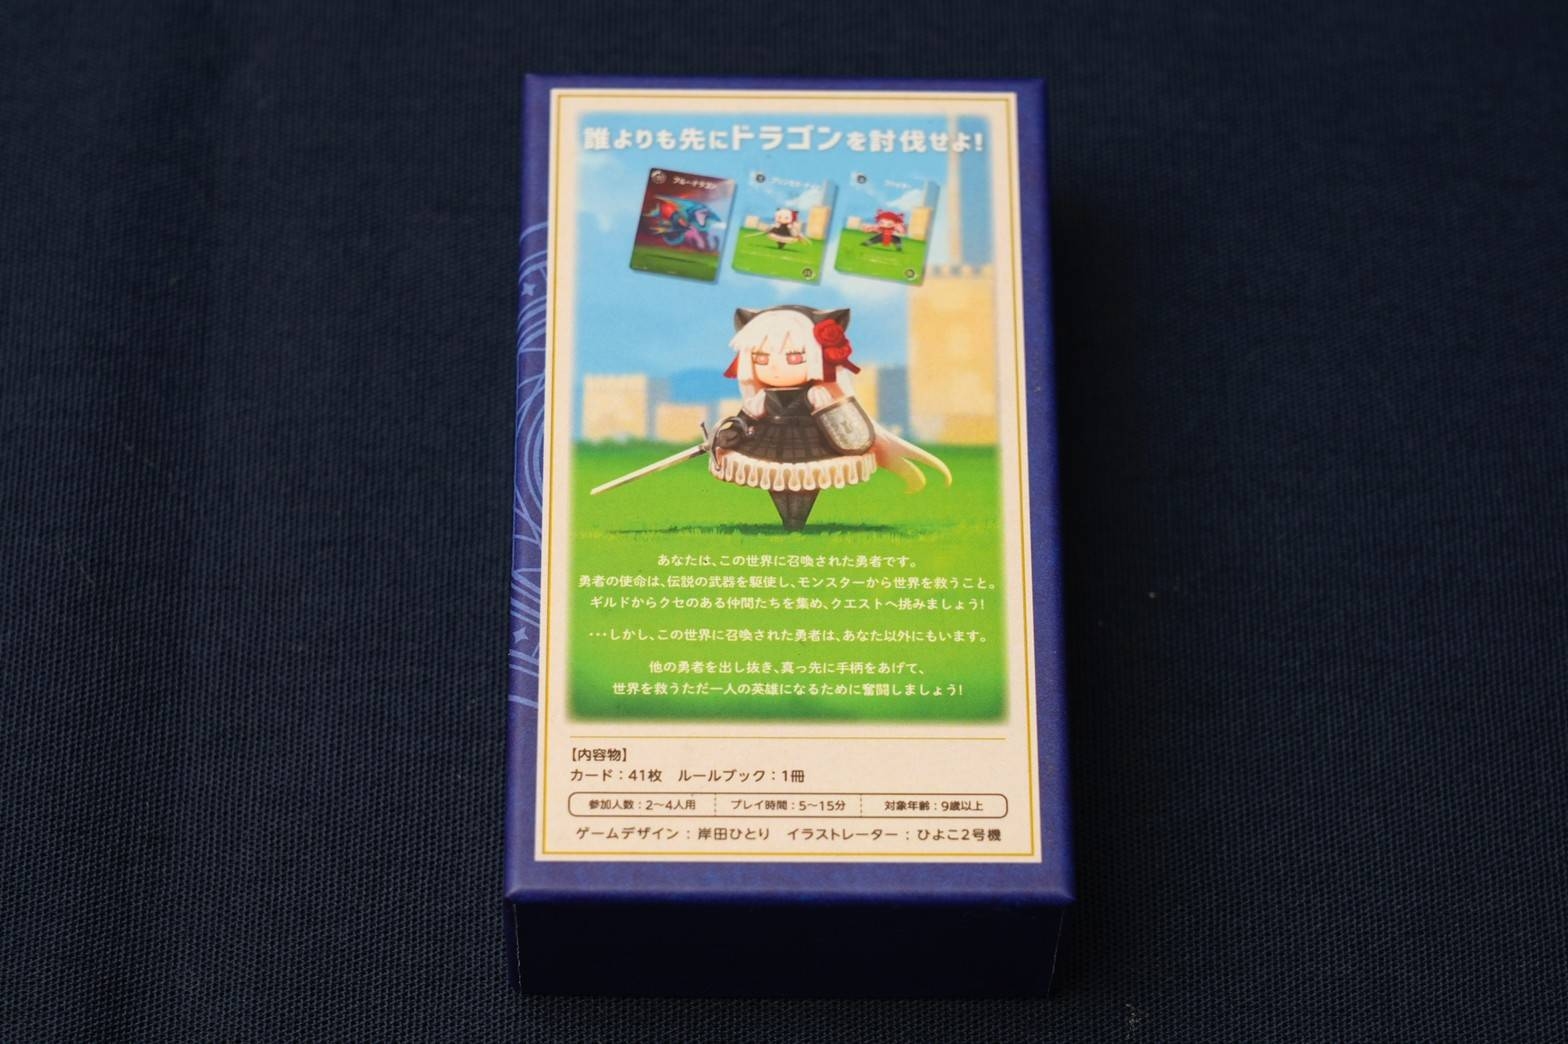 誰よりも先にドラゴンを討伐せよ!
あなたは、この世界に召喚された勇者です。
勇者の使命は、伝説の武器を駆使し、モンスターから世界を救うこと。
ギルドからクセのある仲間たちを集め、クエストへ挑みましょう!
…しかし、この世界に召喚された勇者は、あなた以外にもいます。
他の勇者を出し抜き、真っ先に手柄をあげて、
世界を救うただ一人の英雄になるために奮闘しましょう!
【内容物】
カード:41枚 ルールブック:1冊
参加人数:2〜4人用 プレイ時間:5〜15分 対象年齢:9歳以上
ゲームデザイン:岸田ひとり イラストレーター:ひよこ2号機